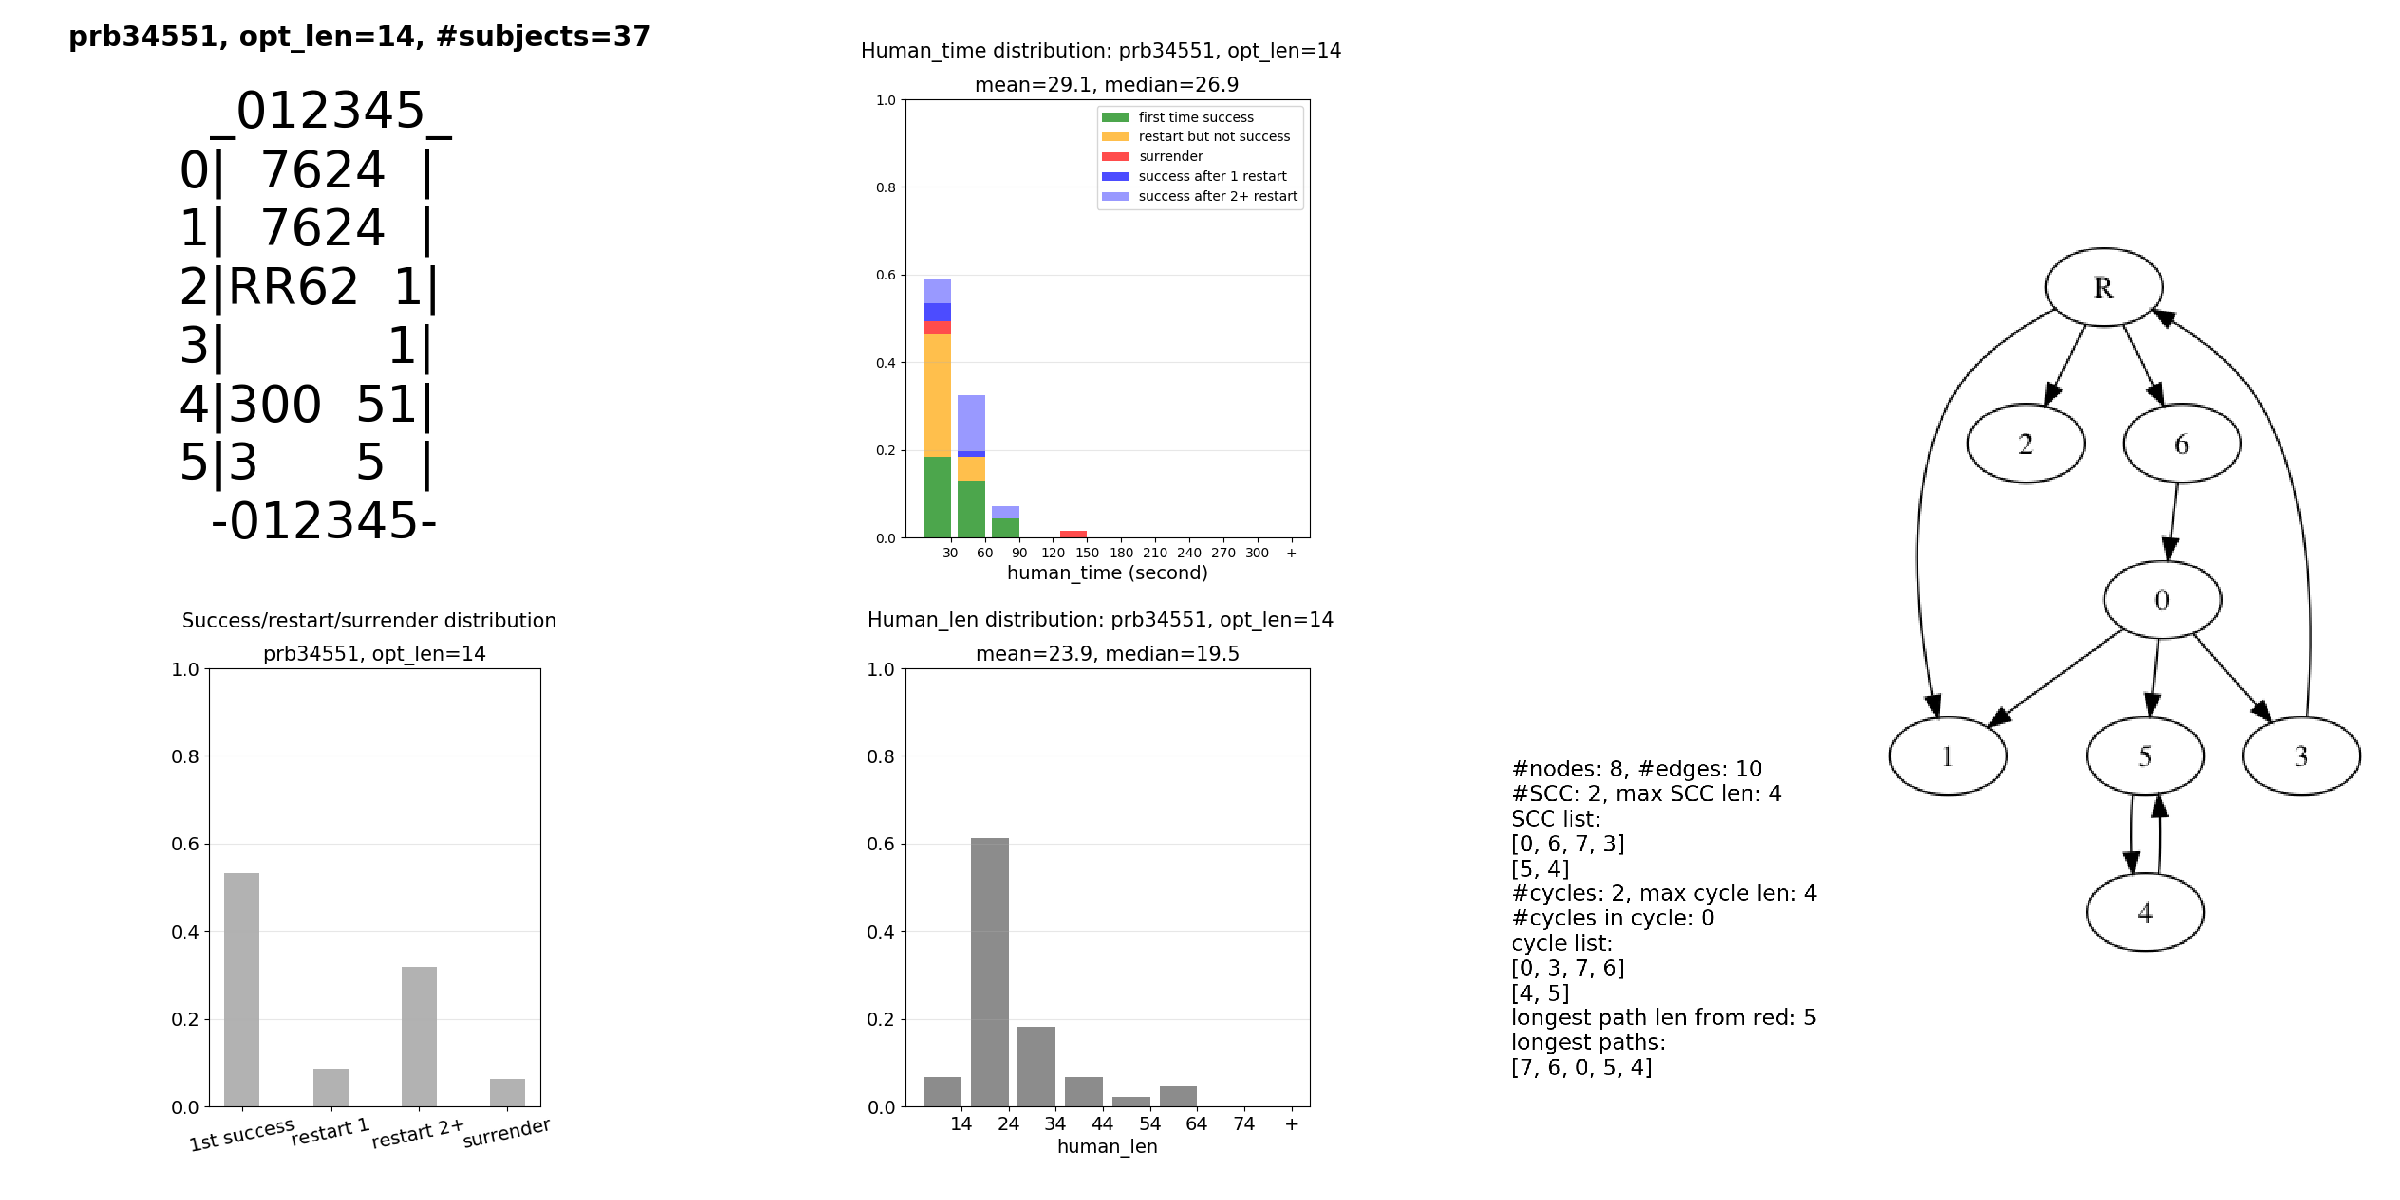 prb34551, opt_len=14, #subjects=37
_012345_
0| 7624 |
1| 7624 |
2|RR62 1|
3| 1|
4|300 51|
5|3 5 |
-012345-
Human_time distribution: prb34551, opt_len=14
mean=29.1, median=26.9
1.0
0.8
0.6
0.4
0.2
0.0
first time success
restart but not success
surrender
success after 1 restart
success after 2+ restart
30 60 90 120 150 180 210 240 270 300 +
human_time (second)
Success/restart/surrender distribution
prb34551, opt_len=14
1.0
0.8
0.6
0.4
0.2
0.0
1st success restart 1 restart 2+ surrender
Human_len distribution: prb34551, opt_len=14
mean=23.9, median=19.5
1.0
0.8
0.6
0.4
0.2
0.0
14 24 34 44 54 64 74 +
human_len
#nodes: 8, #edges: 10
#SCC: 2, max SCC len: 4
SCC list:
[0, 6, 7, 3]
[5, 4]
#cycles: 2, max cycle len: 4
#cycles in cycle: 0
cycle list:
[0, 3, 7, 6]
[4, 5]
longest path len from red: 5
longest paths:
[7, 6, 0, 5, 4]
R
2 6
0
1 5 3
4